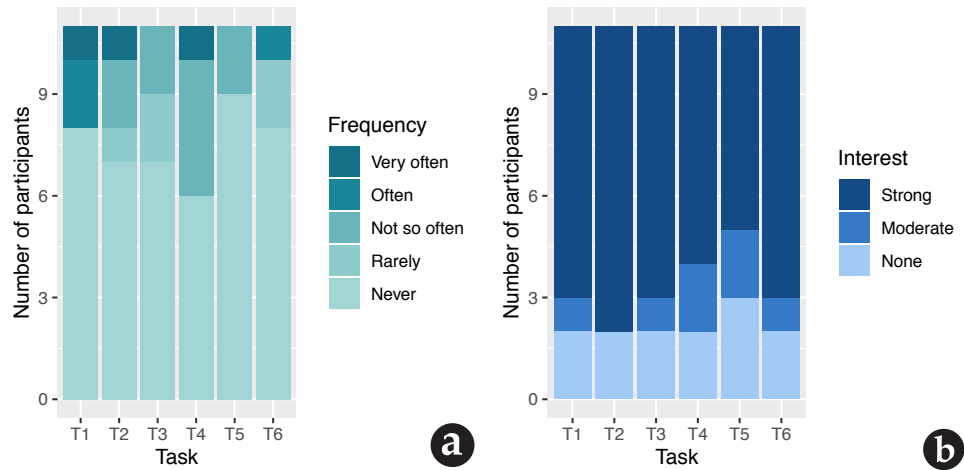 Number of participants
9
6
3
0
T1 T2 T3 T4 T5 T6
Task
Frequency
Very often
Often
Not so often
Rarely
Never
a
Number of participants
9
6
3
0
T1 T2 T3 T4 T5 T6
Task
Interest
Strong
Moderate
None
b